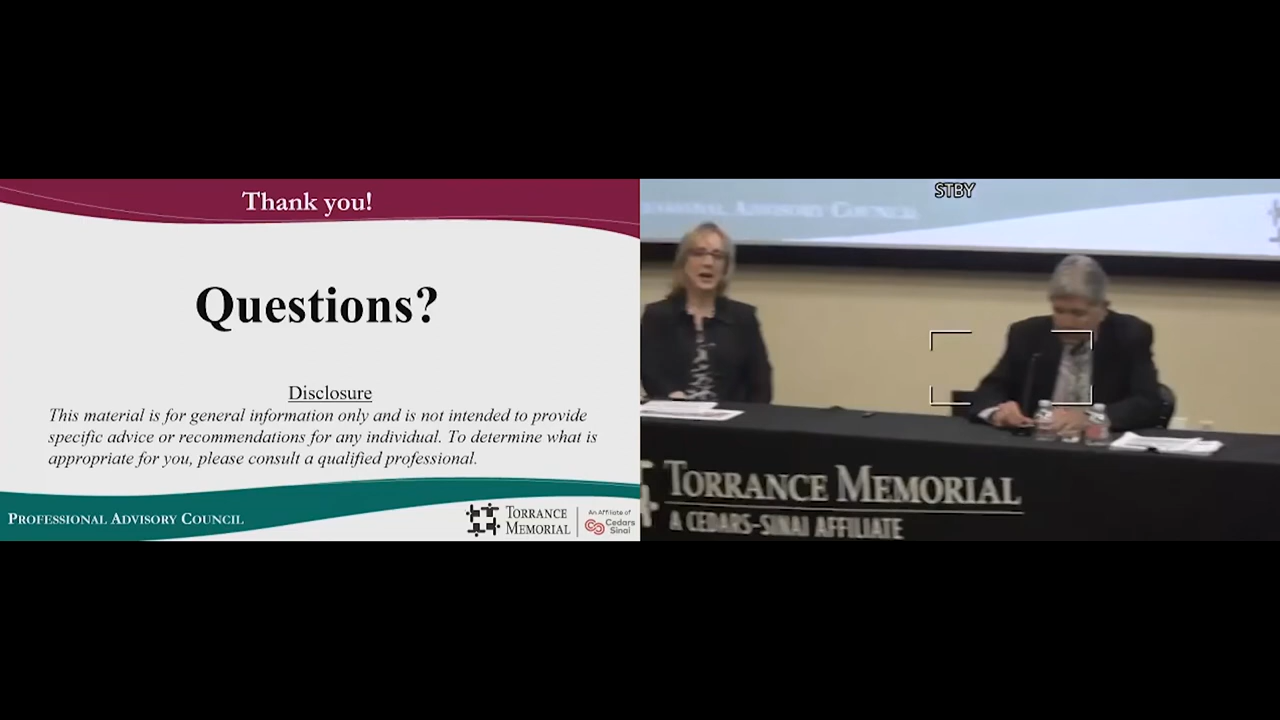 Thank you!
Questions?
Disclosure
This material is for general information only and is not intended to provide
specific advice or recommendations for any individual. To determine what is
appropriate for you, please consult a qualified professional.
PROFESSIONAL ADVISORY COUNCIL
TORRANCE
MEMORIAL
An Affiliate of
Cedars
Sinai
STBY
ADVISORY COUNCIL
TORRANCE MEMORIAL
A CEDARS-SINAI AFFILIATE